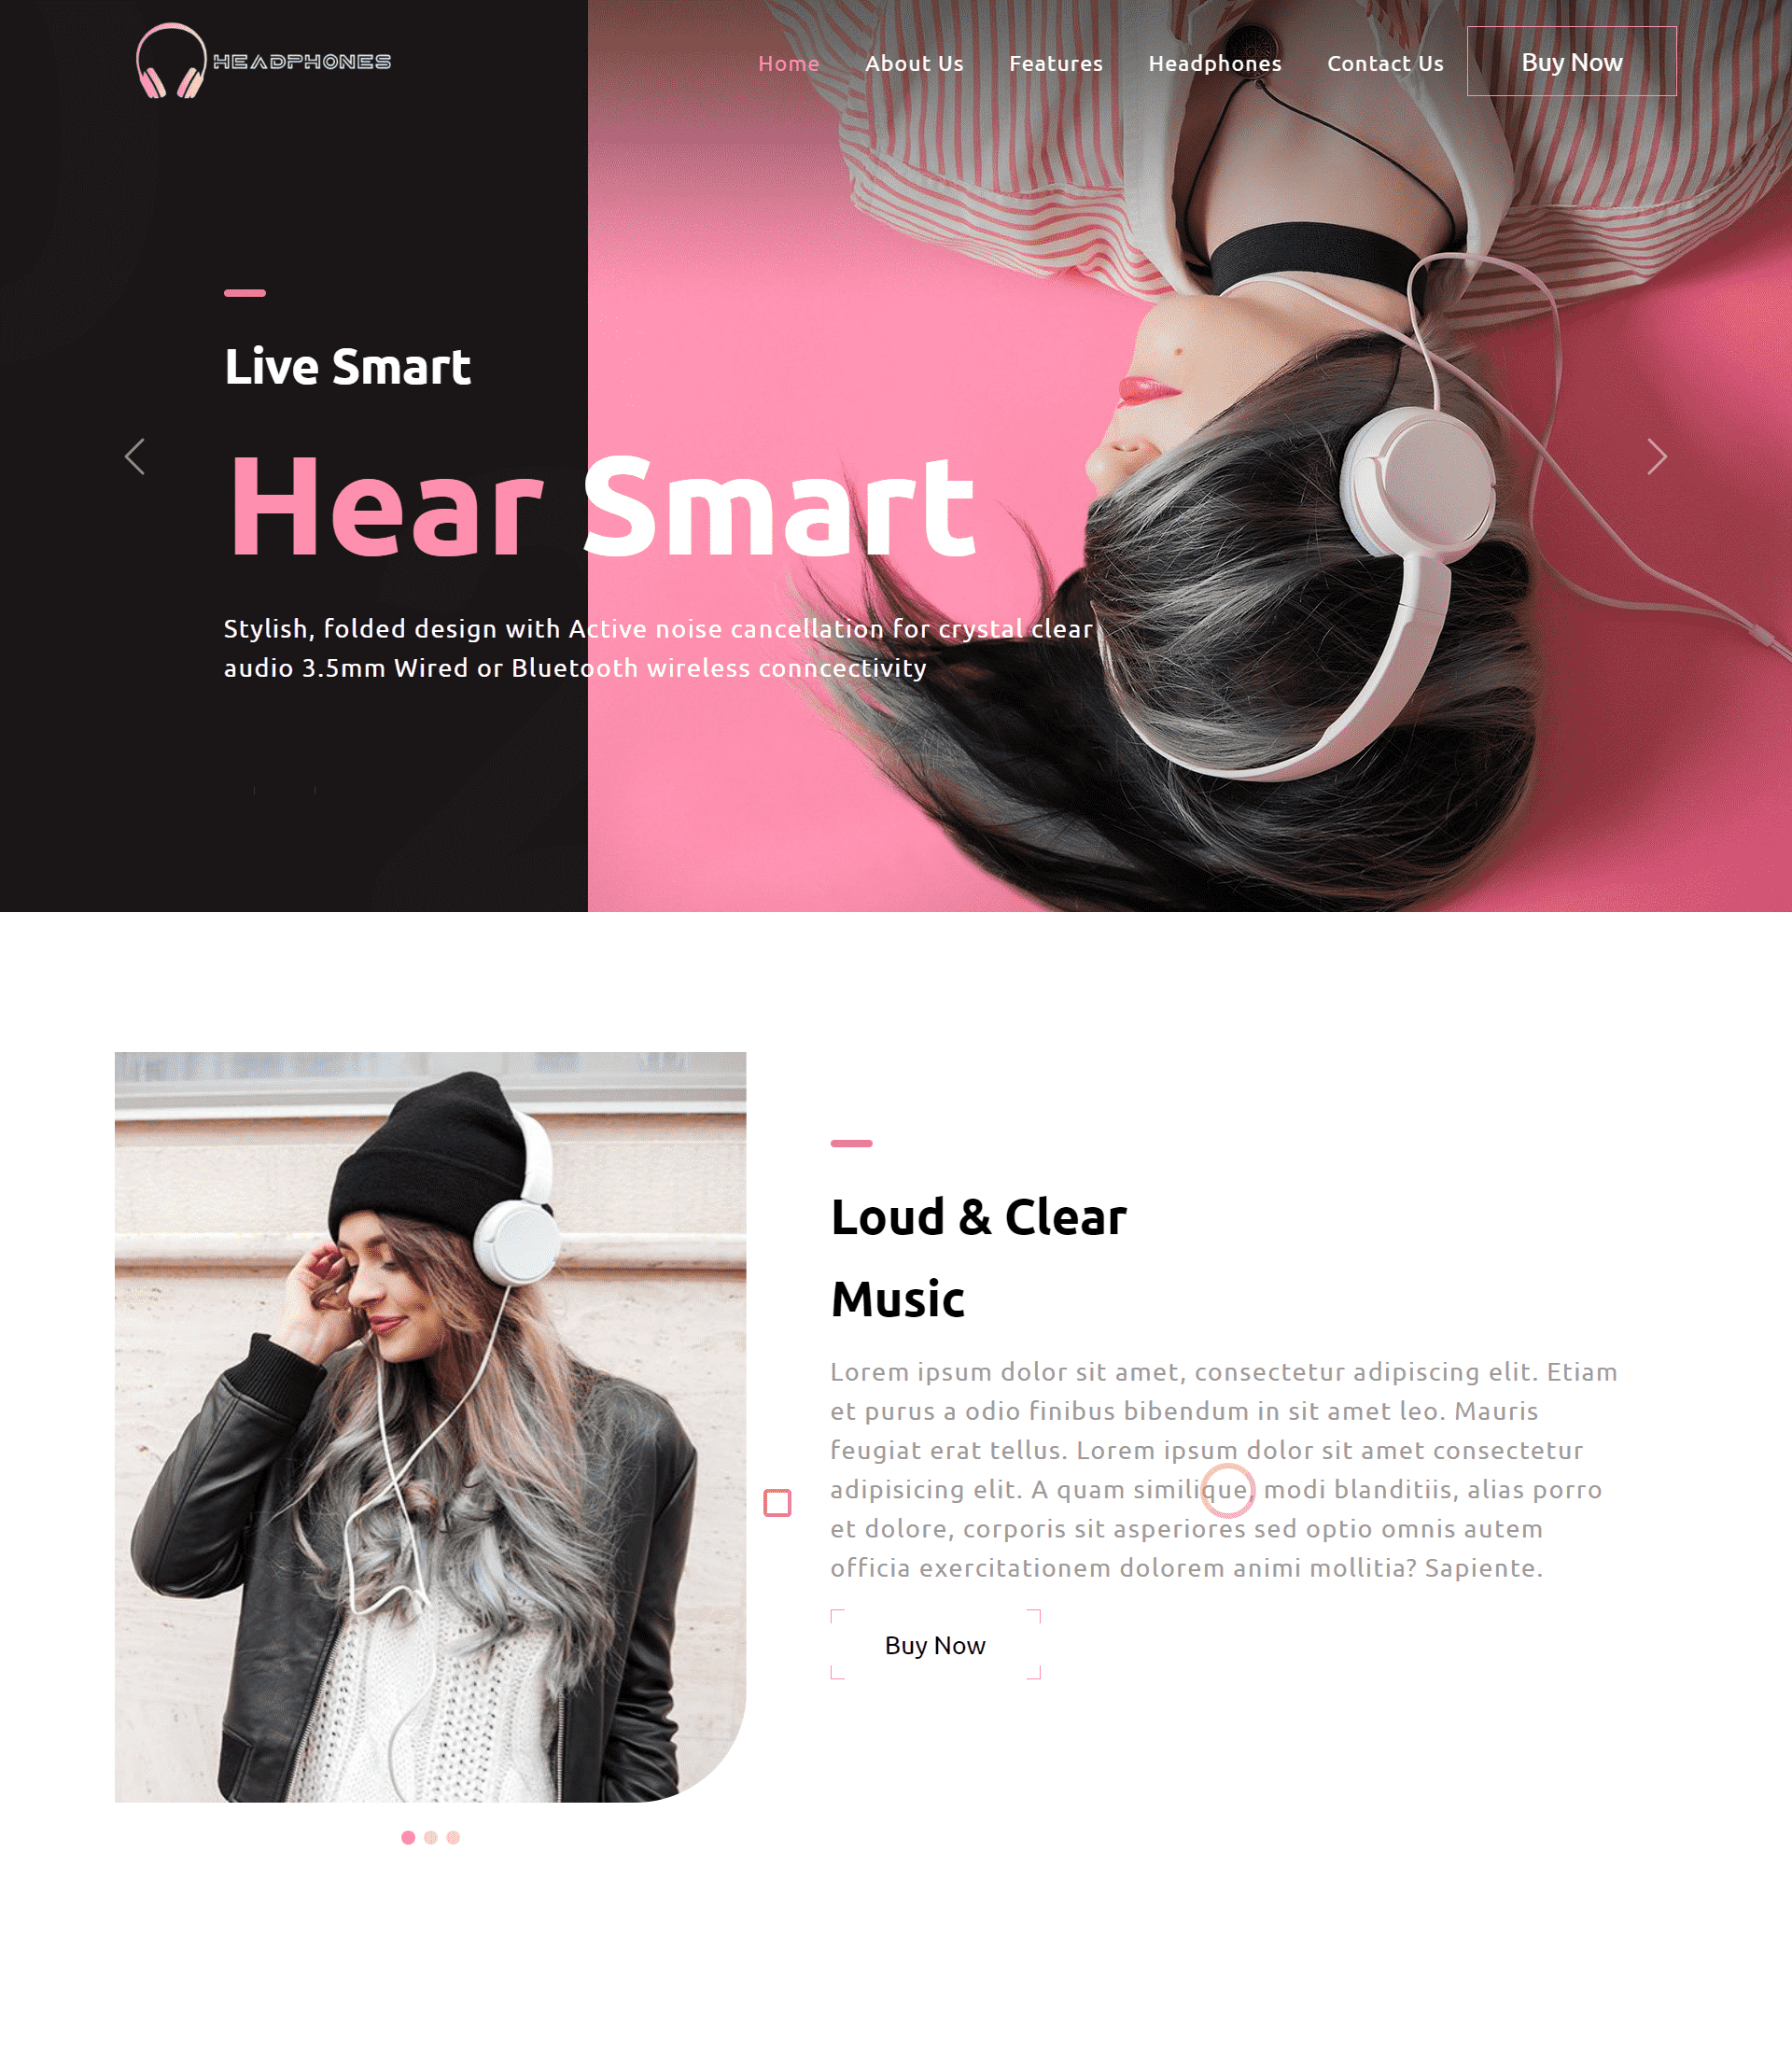 HEADPHONES
Home About Us Features Headphones Contact Us Buy Now
Live Smart
Hear Smart
Stylish, folded design with Active noise cancellation for crystal clear
audio 3.5mm Wired or Bluetooth wireless conncectivity
Loud & Clear
Music
Lorem ipsum dolor sit amet, consectetur adipiscing elit. Etiam
et purus a odio finibus bibendum in sit amet leo. Mauris
feugiat erat tellus. Lorem ipsum dolor sit amet consectetur
adipisicing elit. A quam similique, modi blanditiis, alias porro
et dolore, corporis sit asperiores sed optio omnis autem
officia exercitationem dolorem animi mollitia? Sapiente.
Buy Now